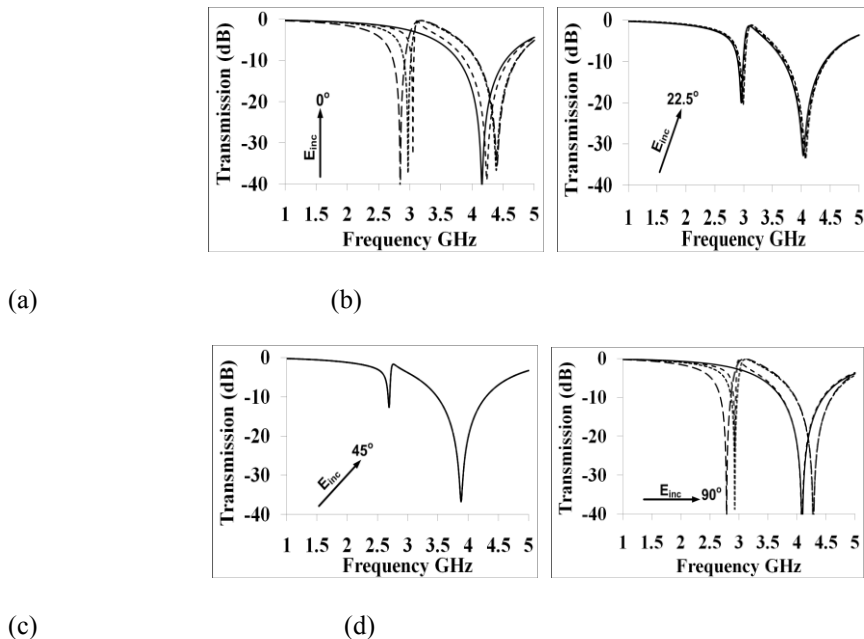 0
-10
-20
-30
-40
Transmission (dB)
0°
E_inc
1 1.5 2 2.5 3 3.5 4 4.5 5
Frequency GHz
0
-10
-20
-30
-40
Transmission (dB)
22.5°
E_inc
1 1.5 2 2.5 3 3.5 4 4.5 5
Frequency GHz
(a) (b)
0
-10
-20
-30
-40
Transmission (dB)
45°
E_inc
1 1.5 2 2.5 3 3.5 4 4.5 5
Frequency GHz
0
-10
-20
-30
-40
Transmission (dB)
E_inc 90°
1 1.5 2 2.5 3 3.5 4 4.5 5
Frequency GHz
(c) (d)